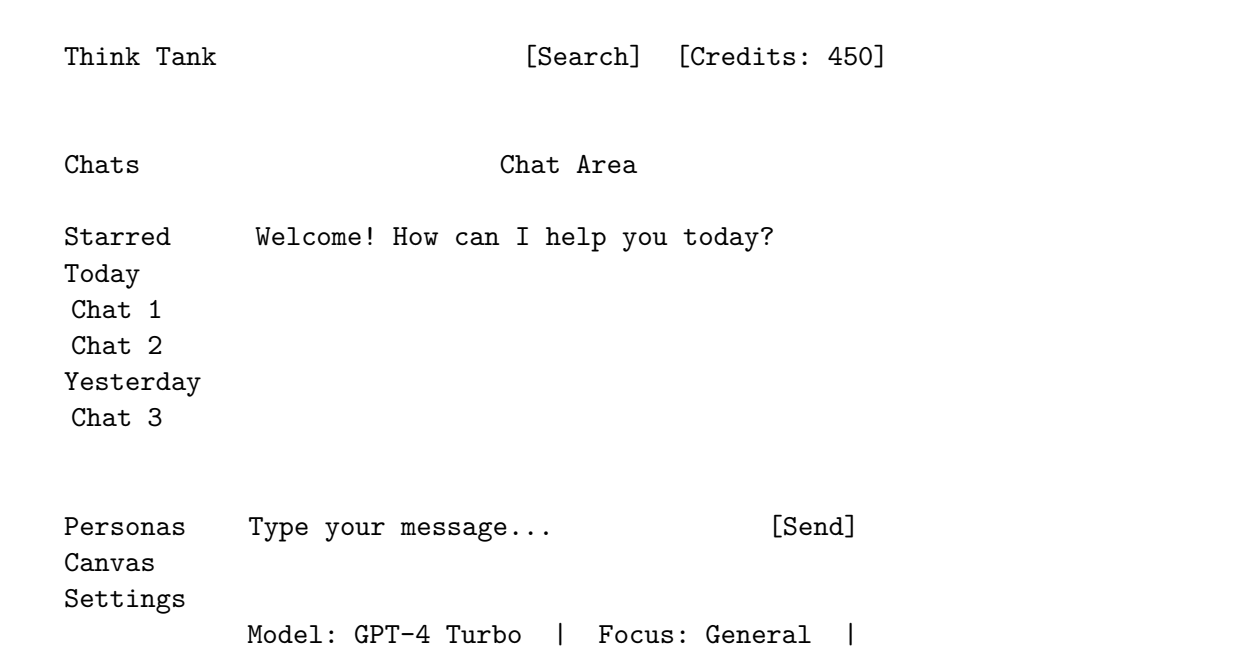 Think Tank [Search] [Credits: 450]
Chats Chat Area
Starred Welcome! How can I help you today?
Today
Chat 1
Chat 2
Yesterday
Chat 3
Personas Type your message... [Send]
Canvas
Settings
Model: GPT-4 Turbo | Focus: General |